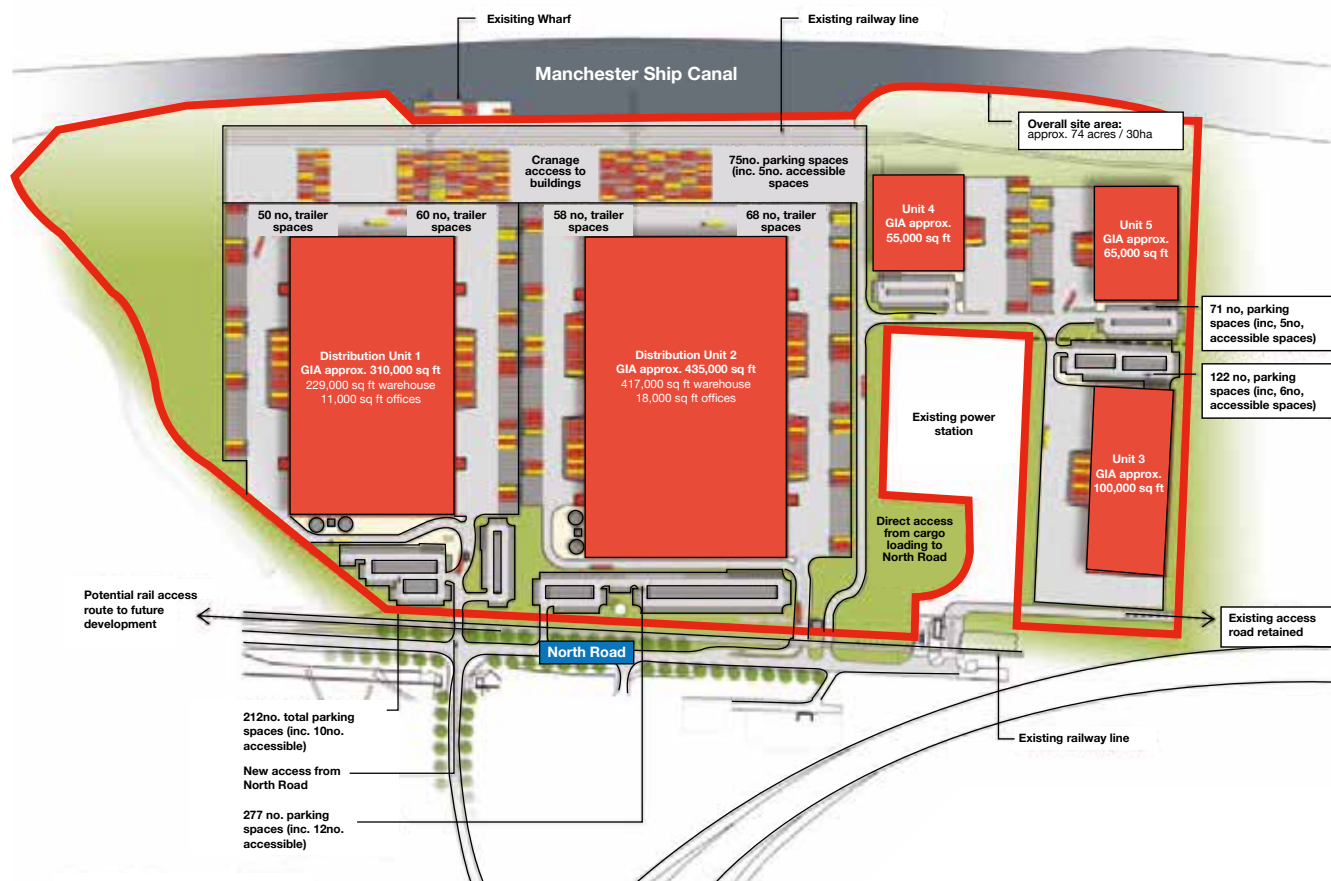 Exisiting Wharf
Existing railway line
Manchester Ship Canal
Overall site area:
approx. 74 acres / 30ha
Cranage
acccess to
buildings
75no. parking spaces
(inc. 5no. accessible
spaces
50 no, trailer
spaces
60 no, trailer
spaces
58 no, trailer
spaces
68 no, trailer
spaces
Unit 4
GIA approx.
55,000 sq ft
Unit 5
GIA approx.
65,000 sq ft
71 no, parking
spaces (inc, 5no,
accessible spaces)
Distribution Unit 1
GIA approx. 310,000 sq ft
229,000 sq ft warehouse
11,000 sq ft offices
Distribution Unit 2
GIA approx. 435,000 sq ft
417,000 sq ft warehouse
18,000 sq ft offices
122 no, parking
spaces (inc, 6no,
accessible spaces)
Existing power
station
Unit 3
GIA approx.
100,000 sq ft
Direct access
from cargo
loading to
North Road
Potential rail access
route to future
development
Existing access
road retained
North Road
212no. total parking
spaces (inc. 10no.
accessible)
Existing railway line
New access from
North Road
277 no. parking
spaces (inc. 12no.
accessible)